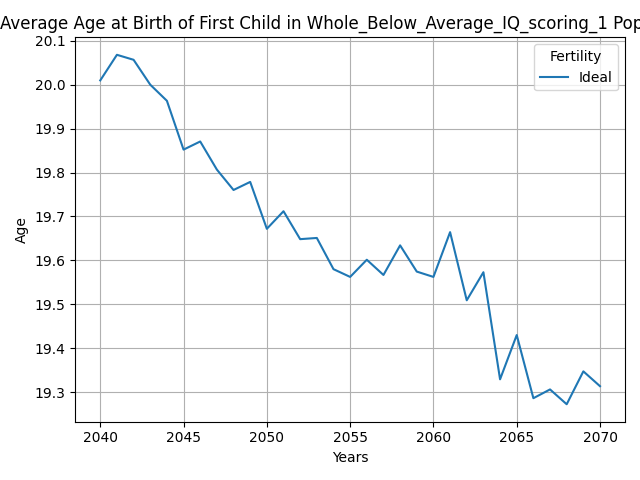 Average Age at Birth of First Child in Whole_Below_Average_IQ_scoring_1 Pop
Fertility
Ideal
20.1
20.0
19.9
19.8
19.7
19.6
19.5
19.4
19.3
Age
2040 2045 2050 2055 2060 2065 2070
Years